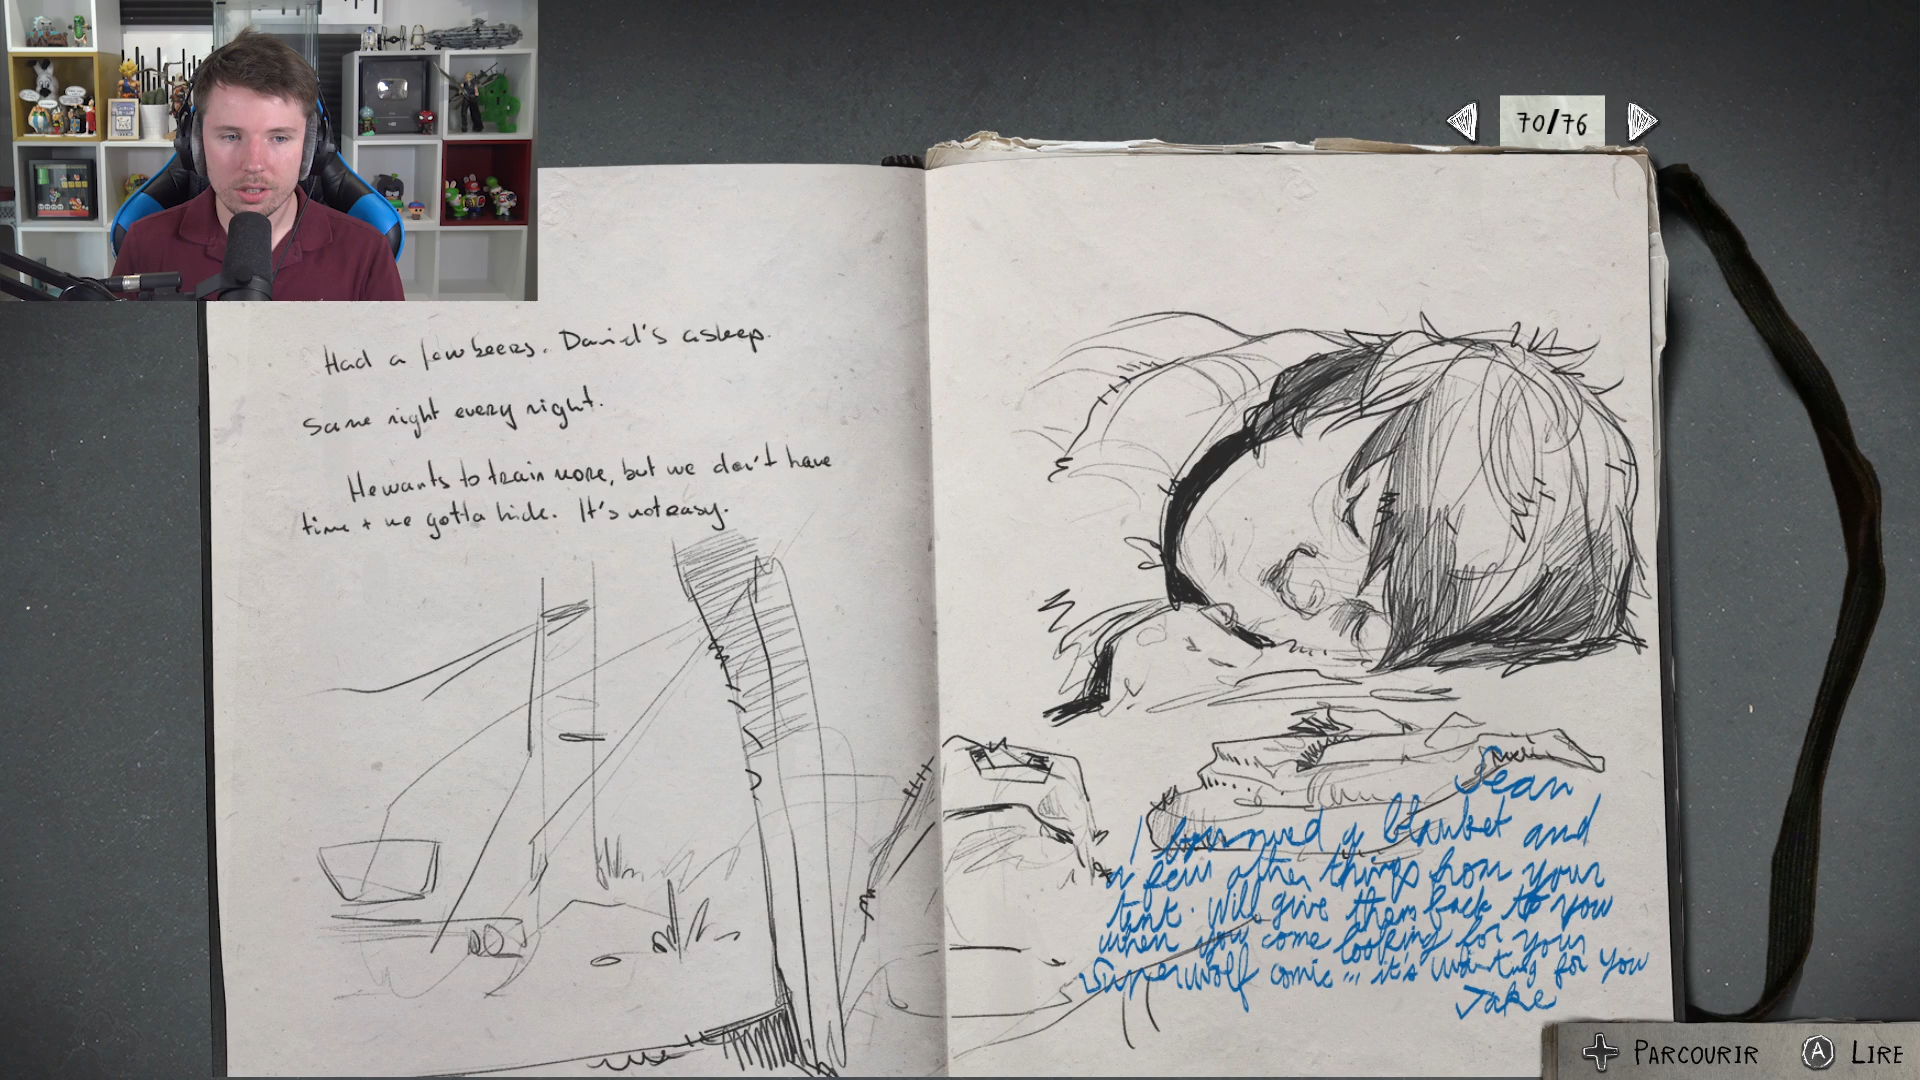 70/76
Had a few beers. Daniel's asleep.
Same night every night.
He wants to train more, but we don't have
time + we gotta hide. It's not easy.
Sean
I borrowed a blanket and
a few other things from your
tent. Will give them back to you
when you come looking for your
Superwolf comic... it's waiting for you
Jake
PARCOURIR
A LIRE